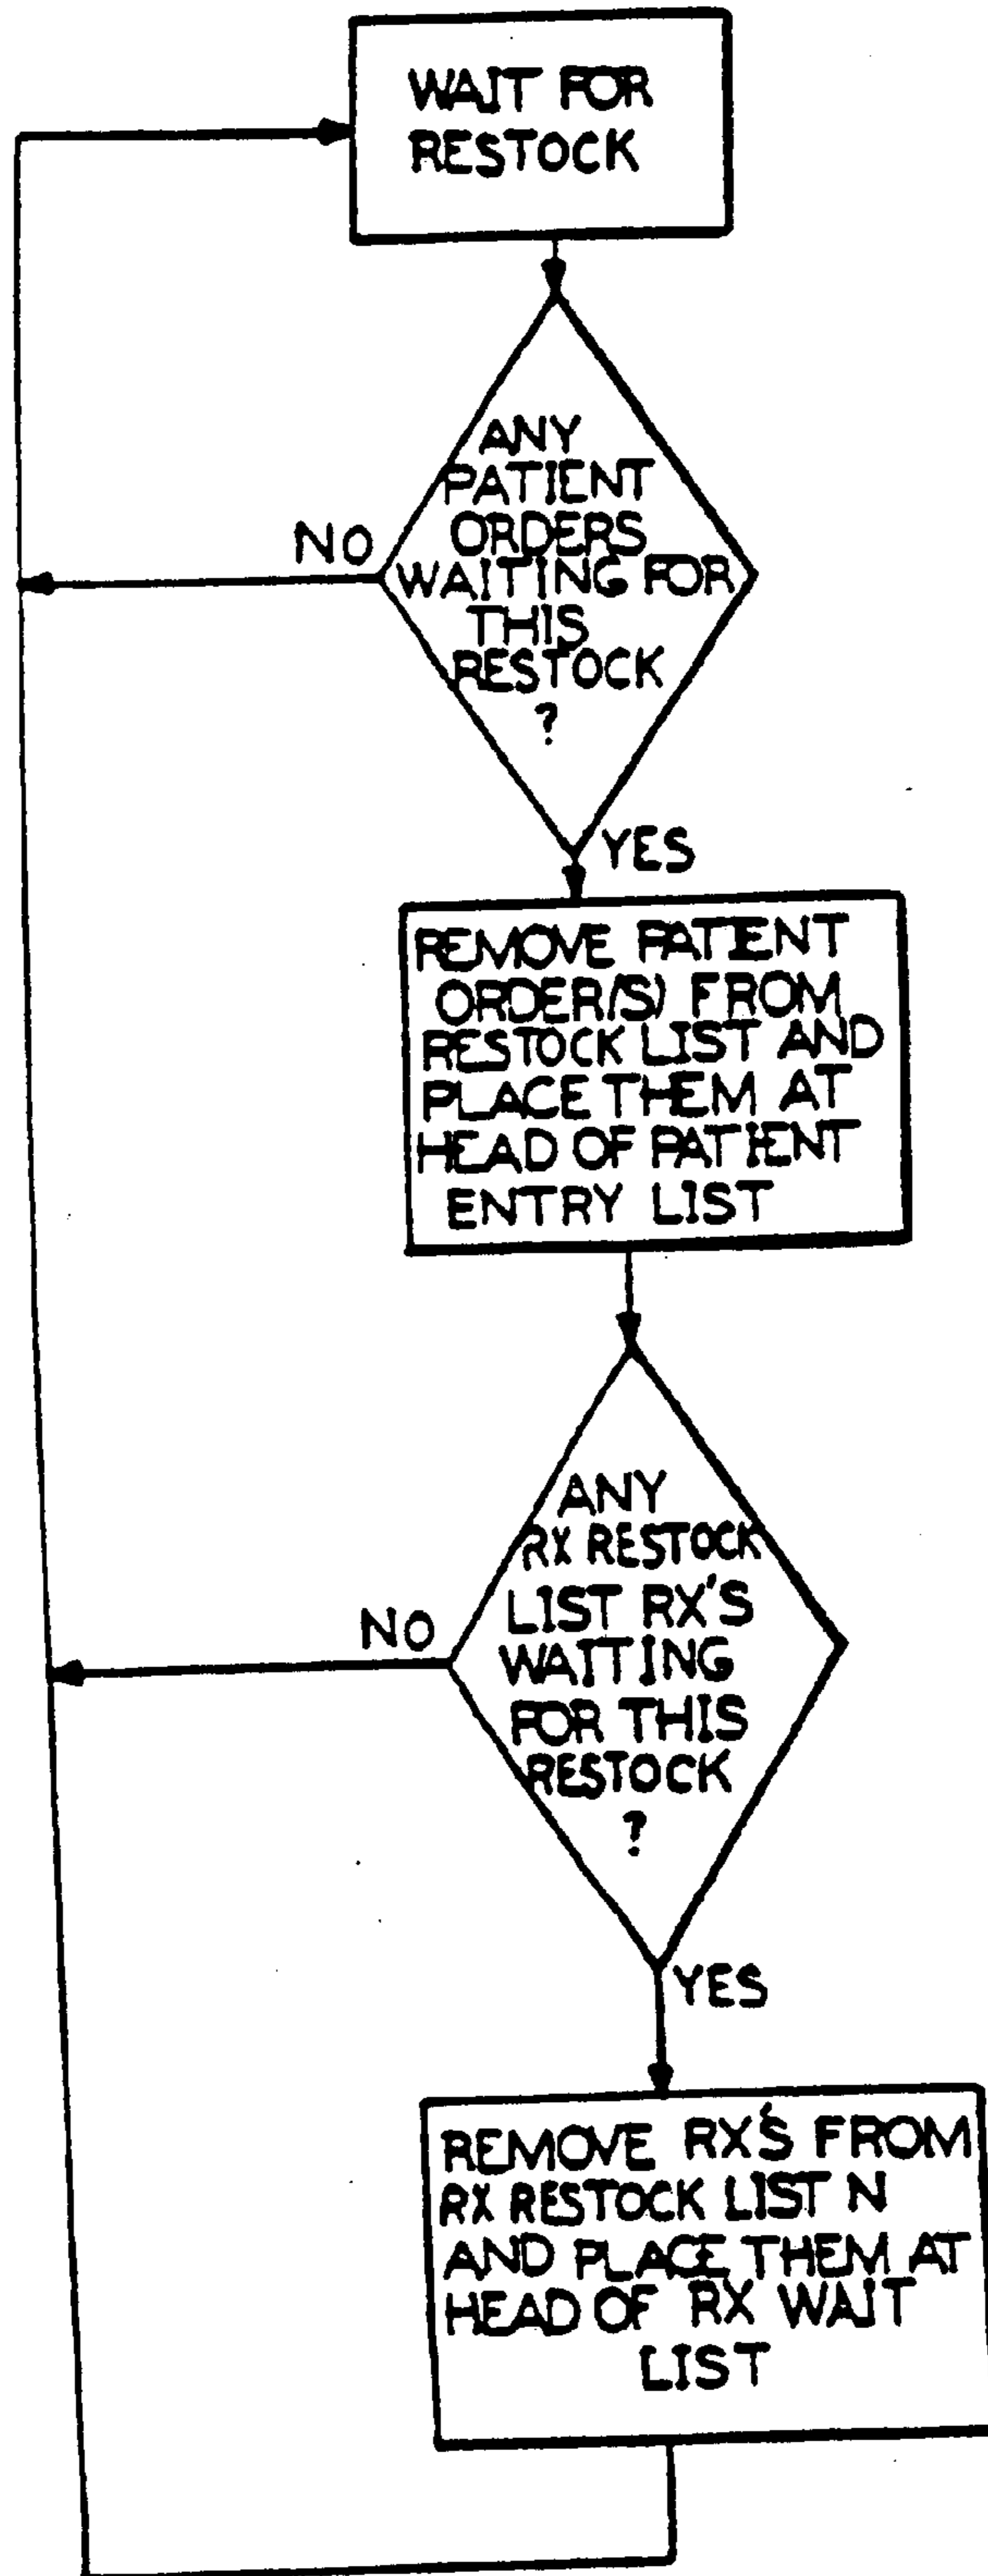 WAIT FOR
RESTOCK
ANY
PATIENT
ORDERS
WAITING FOR
THIS
RESTOCK
?
NO
YES
REMOVE PATIENT
ORDER(S) FROM
RESTOCK LIST AND
PLACE THEM AT
HEAD OF PATIENT
ENTRY LIST
ANY
RX RESTOCK
LIST RX'S
WAITING
FOR THIS
RESTOCK
?
NO
YES
REMOVE RX'S FROM
RX RESTOCK LIST N
AND PLACE THEM AT
HEAD OF RX WAIT
LIST